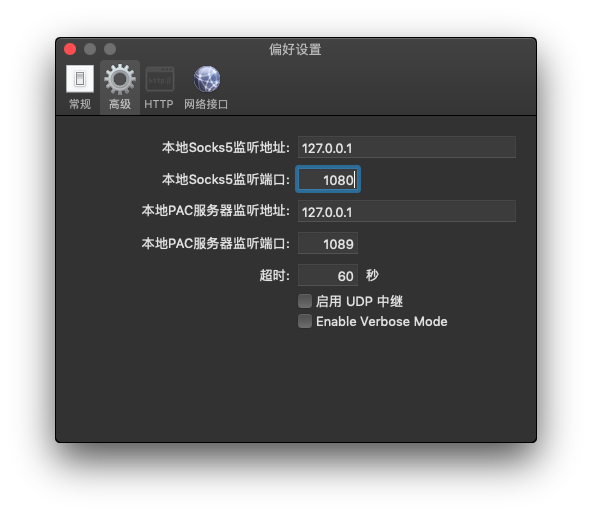 偏好设置
常规 高级 HTTP 网络接口
本地Socks5监听地址: 127.0.0.1
本地Socks5监听端口: 1080
本地PAC服务器监听地址: 127.0.0.1
本地PAC服务器监听端口: 1089
超时: 60 秒
启用 UDP 中继
Enable Verbose Mode